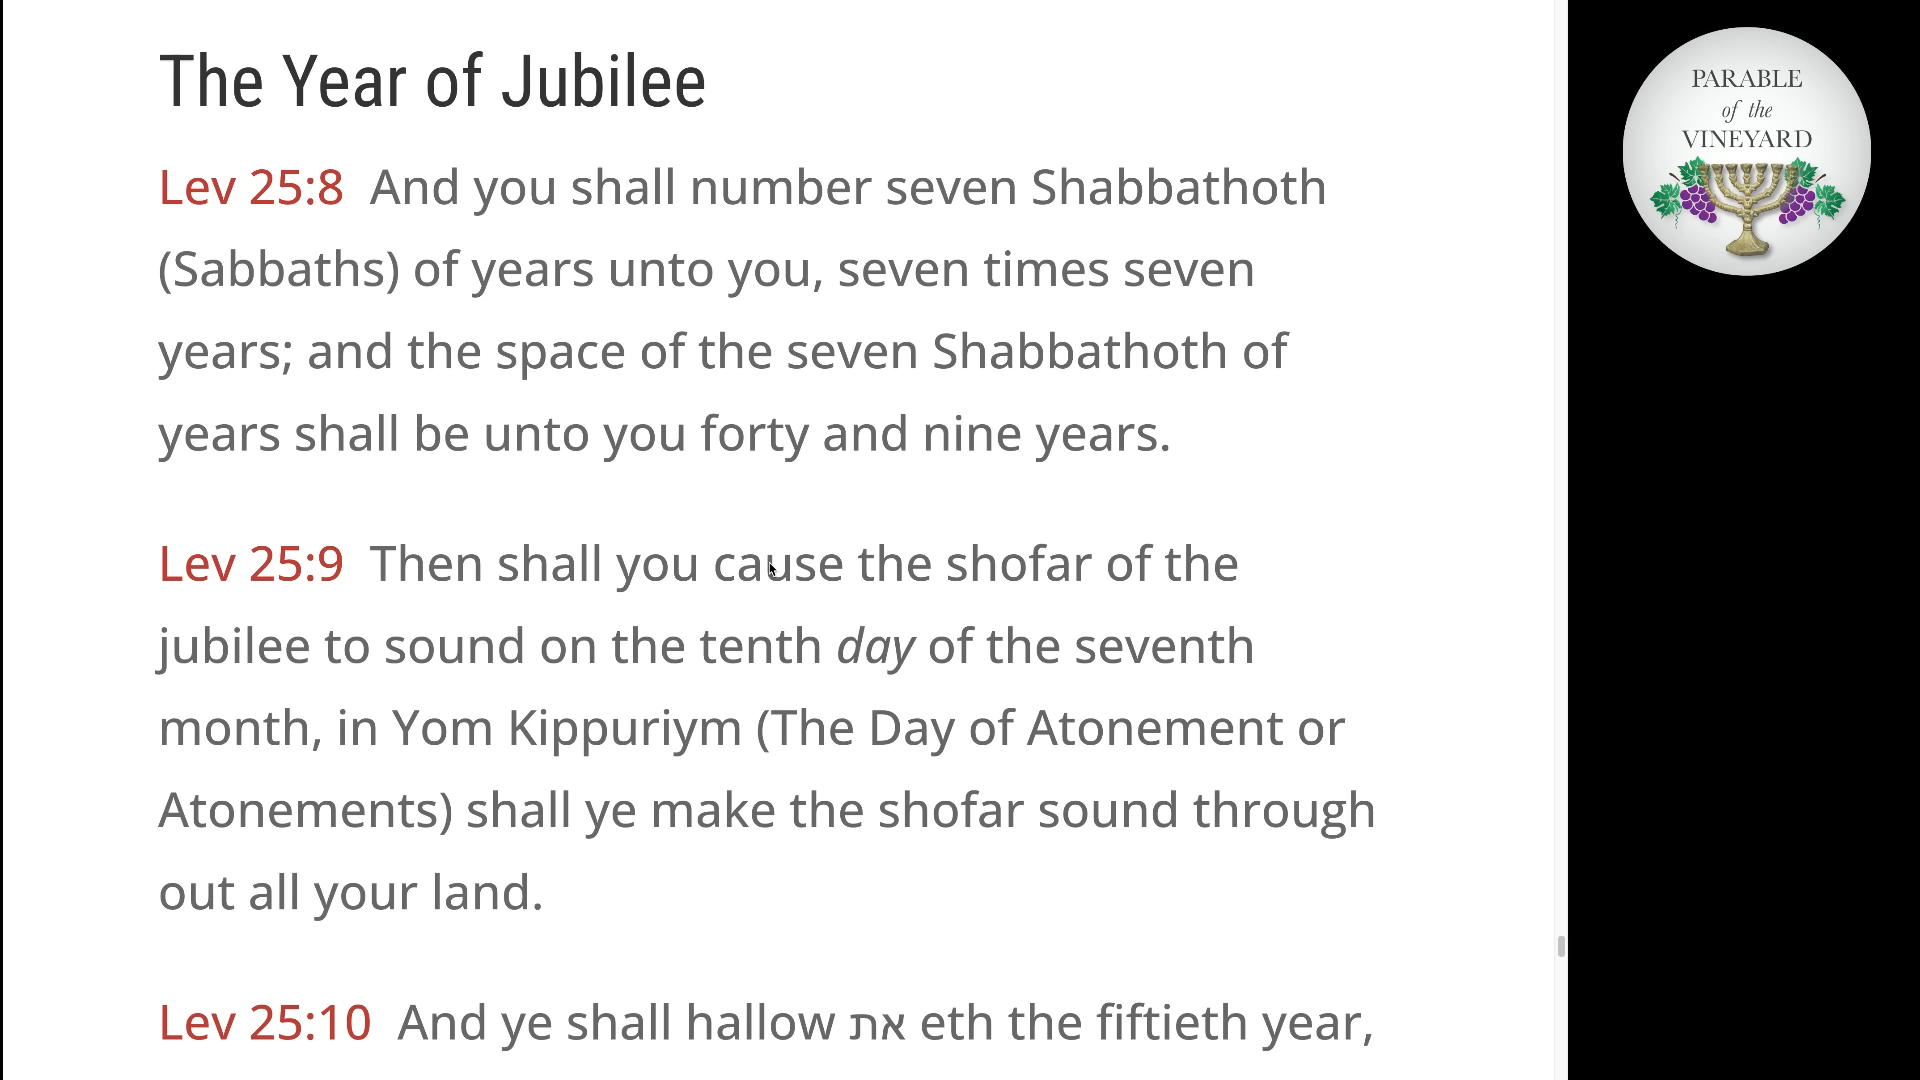 The Year of Jubilee
Lev 25:8 And you shall number seven Shabbathoth
(Sabbaths) of years unto you, seven times seven
years; and the space of the seven Shabbathoth of
years shall be unto you forty and nine years.
Lev 25:9 Then shall you cause the shofar of the
jubilee to sound on the tenth day of the seventh
month, in Yom Kippuriym (The Day of Atonement or
Atonements) shall ye make the shofar sound through
out all your land.
Lev 25:10 And ye shall hallow את eth the fiftieth year,
PARABLE
of the
VINEYARD